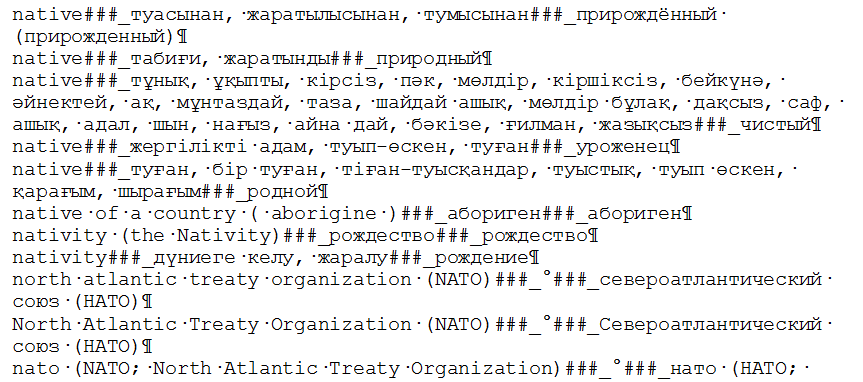 native###_туасынан, жаратылысынан, тумысынан###_прирождённый
(прирожденный)¶
native###_табиғи, жаратынды###_природный¶
native###_тұнық, ұқыпты, кірсіз, пәк, мөлдір, кіршіксіз, бейкүнә,
әйнектей, ақ, мұнтаздай, таза, шайдай ашық, мөлдір бұлақ, дақсыз, саф,
ашық, адал, шын, нағыз, айна дай, бәкізе, ғилман, жазықсыз###_чистый¶
native###_жергілікті адам, туып-өскен, туған###_уроженец¶
native###_туған, бір туған, тіған-туысқандар, туыстық, туып өскен,
қарағым, шырағым###_родной¶
native of a country ( aborigine )###_абориген###_абориген¶
nativity (the Nativity)###_рождество###_рождество¶
nativity###_дүниеге келу, жаралу###_рождение¶
north atlantic treaty organization (NATO)###_°###_североатлантический
союз (НАТО)¶
North Atlantic Treaty Organization (NATO)###_°###_Североатлантический
союз (НАТО)¶
nato (NATO; North Atlantic Treaty Organization)###_°###_нато (НАТО;